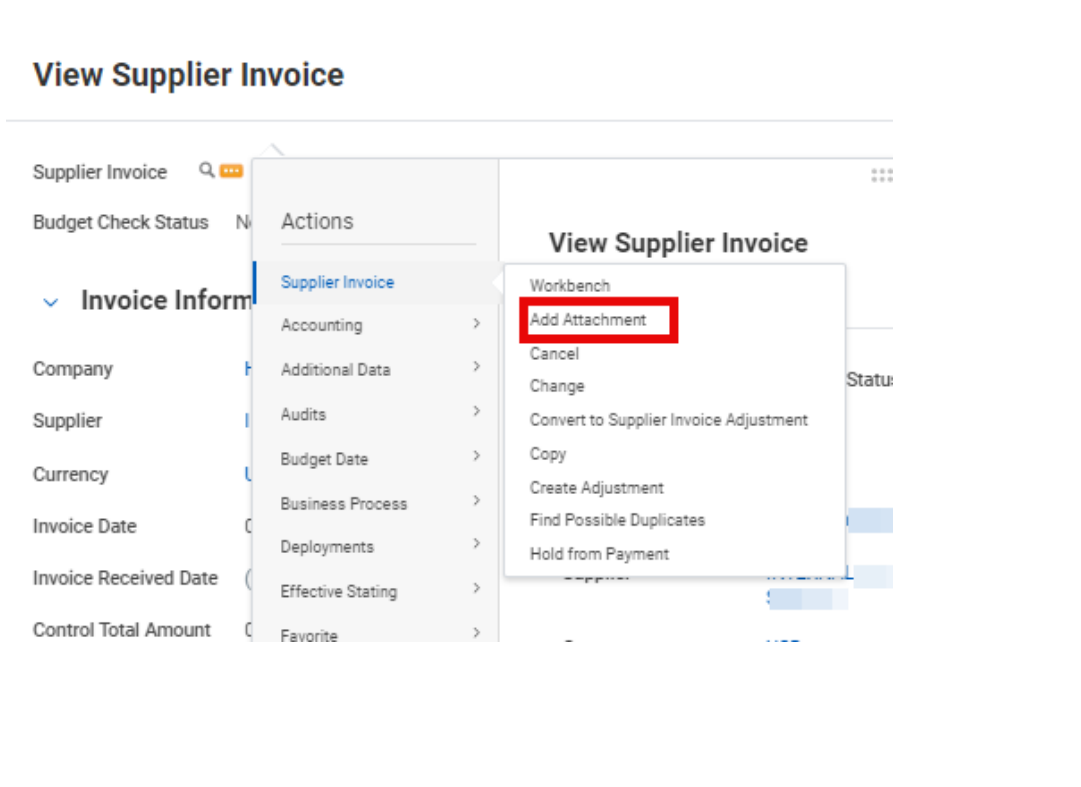 View Supplier Invoice
Supplier Invoice
Budget Check Status
Actions
View Supplier Invoice
Invoice Inform
Supplier Invoice
Workbench
Accounting
Add Attachment
Cancel
Company
Additional Data
Change
Status
Supplier
Audits
Convert to Supplier Invoice Adjustment
Currency
Budget Date
Copy
Invoice Date
Business Process
Create Adjustment
Find Possible Duplicates
Deployments
Hold from Payment
Invoice Received Date
Effective Stating
Supplier
INTERNAL
Control Total Amount
Favorite